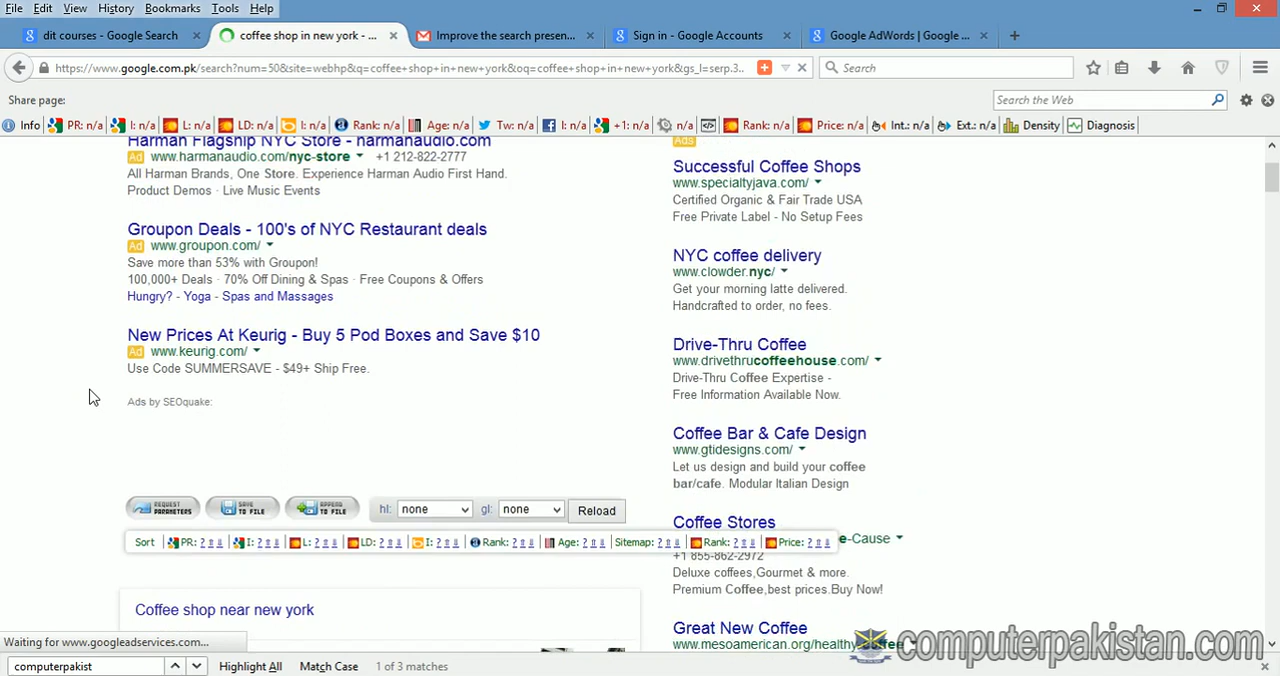 File Edit View History Bookmarks Tools Help
dit courses - Google Search
coffee shop in new york - ...
Improve the search presen...
Sign in - Google Accounts
Google AdWords | Google ...
https://www.google.com.pk/search?num=50&site=webhp&q=coffee+shop+in+new+york&oq=coffee+shop+in+new+york&gs_l=serp.3...
Search
Share page:
Search the Web
Info PR: n/a I: n/a L: n/a LD: n/a I: n/a Rank: n/a Age: n/a Tw: n/a I: n/a +1: n/a n/a Rank: n/a Price: n/a Int.: n/a Ext.: n/a Density Diagnosis
Harman Flagship NYC Store - harmanaudio.com
Ad www.harmanaudio.com/nyc-store +1 212-822-2777
All Harman Brands, One Store. Experience Harman Audio First Hand.
Product Demos · Live Music Events
Groupon Deals - 100's of NYC Restaurant deals
Ad www.groupon.com/
Save more than 53% with Groupon!
100,000+ Deals · 70% Off Dining & Spas · Free Coupons & Offers
Hungry? - Yoga - Spas and Massages
New Prices At Keurig - Buy 5 Pod Boxes and Save $10
Ad www.keurig.com/
Use Code SUMMERSAVE - $49+ Ship Free.
Ads by SEOquake:
REQUEST PARAMETERS
SAVE TO FILE
APPEND TO FILE
hl: none gl: none Reload
Sort PR: ? I: ? L: ? LD: ? I: ? Rank: ? Age: ? Sitemap: ? Rank: ? Price: ?
Coffee shop near new york
Ads
Successful Coffee Shops
www.specialtyjava.com/
Certified Organic & Fair Trade USA
Free Private Label - No Setup Fees
NYC coffee delivery
www.clowder.nyc/
Get your morning latte delivered.
Handcrafted to order, no fees.
Drive-Thru Coffee
www.drivethrucoffeehouse.com/
Drive-Thru Coffee Expertise -
Free Information Available Now.
Coffee Bar & Cafe Design
www.gtidesigns.com/
Let us design and build your coffee
bar/cafe. Modular Italian Design
Coffee Stores
e-Cause
+1 855-862-2972
Deluxe coffees,Gourmet & more.
Premium Coffee,best prices.Buy Now!
Great New Coffee
www.mesoamerican.org/healthy-coffee
computerpakistan.com
Waiting for www.googleadservices.com...
computerpakist Highlight All Match Case 1 of 3 matches